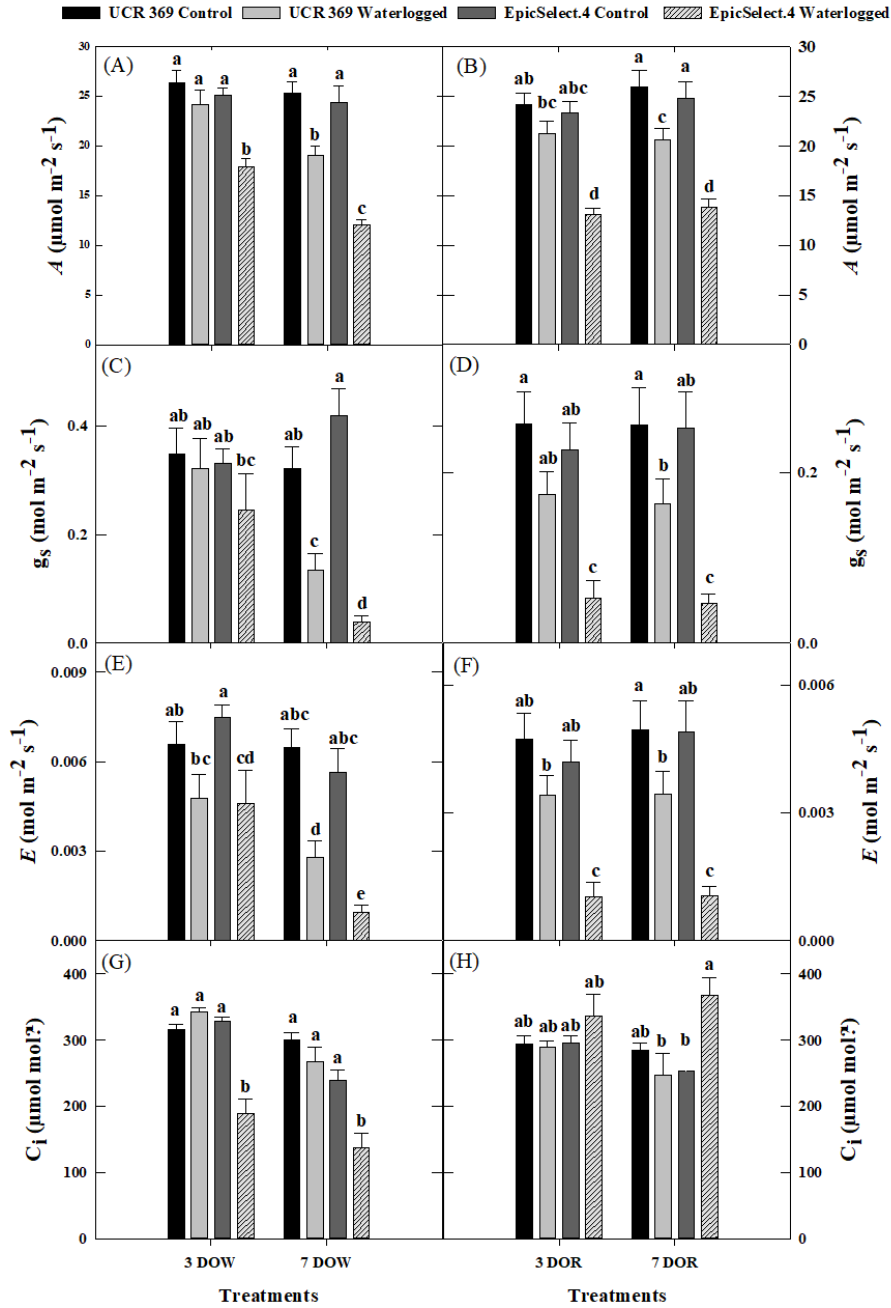 UCR 369 Control UCR 369 Waterlogged EpicSelect.4 Control EpicSelect.4 Waterlogged
(A)
30
25
20
15
10
5
0
A (µmol m⁻² s⁻¹)
a a a b
a b a c
(B)
30
25
20
15
10
5
0
A (µmol m⁻² s⁻¹)
ab bc abc d
a c a d
(C)
0.4
0.2
0.0
gs (mol m⁻² s⁻¹)
ab ab ab bc
ab c a d
(D)
0.2
0.0
gs (mol m⁻² s⁻¹)
a ab ab c
a b ab c
(E)
0.009
0.006
0.003
0.000
E (mol m⁻² s⁻¹)
ab bc a cd
abc d abc e
(F)
0.006
0.003
0.000
E (mol m⁻² s⁻¹)
ab b ab c
a b ab c
(G)
400
300
200
100
0
Ci (µmol mol?)
a a a b
a a a b
3 DOW 7 DOW
Treatments
(H)
400
300
200
100
0
Ci (µmol mol?)
ab ab ab ab
ab b b a
3 DOR 7 DOR
Treatments